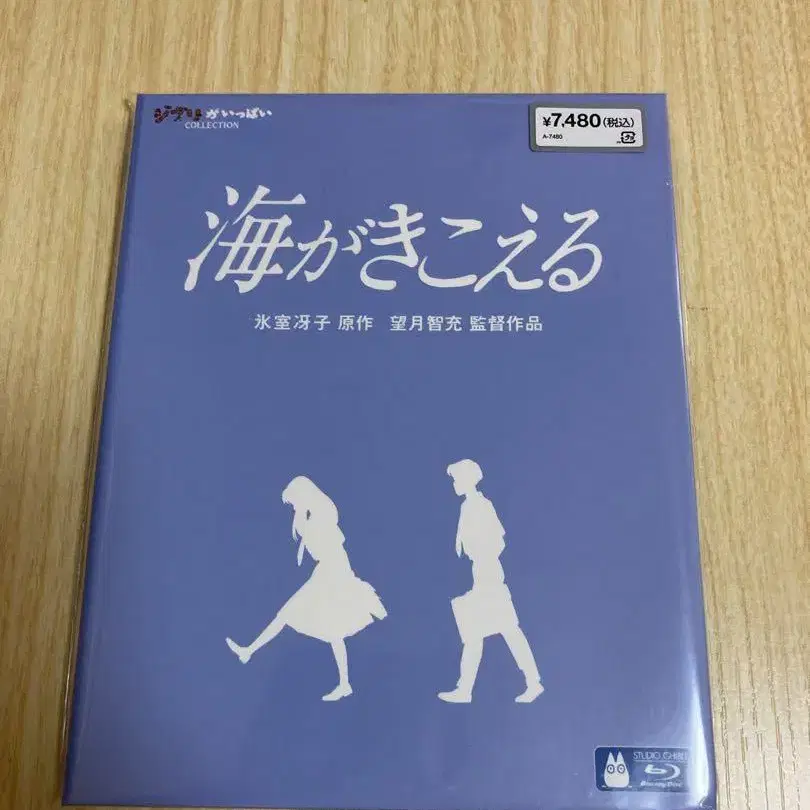 ジブリがいっぱい
COLLECTION
¥7,480(税込)
A-7480
海がきこえる
氷室冴子 原作 望月智充 監督作品
STUDIO GHIBLI
Blu-ray Disc